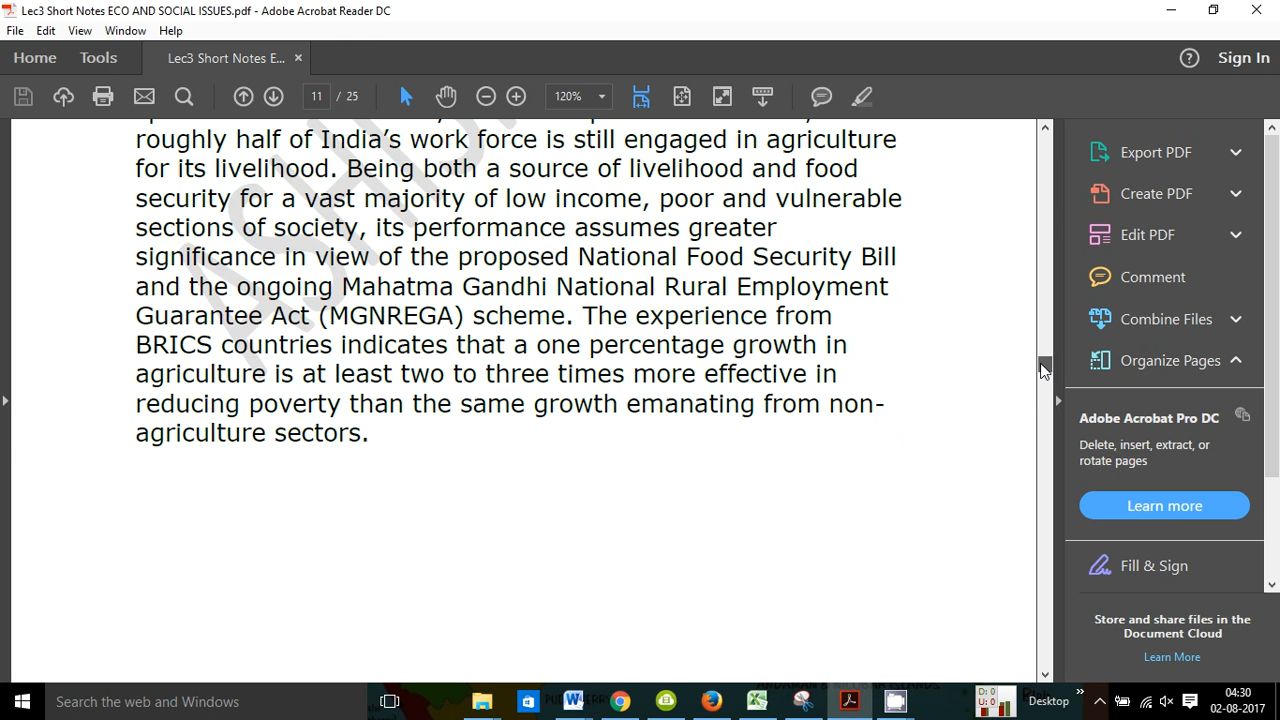 Lec3 Short Notes ECO AND SOCIAL ISSUES.pdf - Adobe Acrobat Reader DC
File Edit View Window Help
Home Tools Lec3 Short Notes E... × ? Sign In
11 / 25 120%
roughly half of India's work force is still engaged in agriculture
for its livelihood. Being both a source of livelihood and food
security for a vast majority of low income, poor and vulnerable
sections of society, its performance assumes greater
significance in view of the proposed National Food Security Bill
and the ongoing Mahatma Gandhi National Rural Employment
Guarantee Act (MGNREGA) scheme. The experience from
BRICS countries indicates that a one percentage growth in
agriculture is at least two to three times more effective in
reducing poverty than the same growth emanating from non-
agriculture sectors.
Export PDF
Create PDF
Edit PDF
Comment
Combine Files
Organize Pages
Adobe Acrobat Pro DC
Delete, insert, extract, or
rotate pages
Learn more
Fill & Sign
Store and share files in the
Document Cloud
Learn More
Search the web and Windows
D: 0
U: 0
Desktop
04:30
02-08-2017